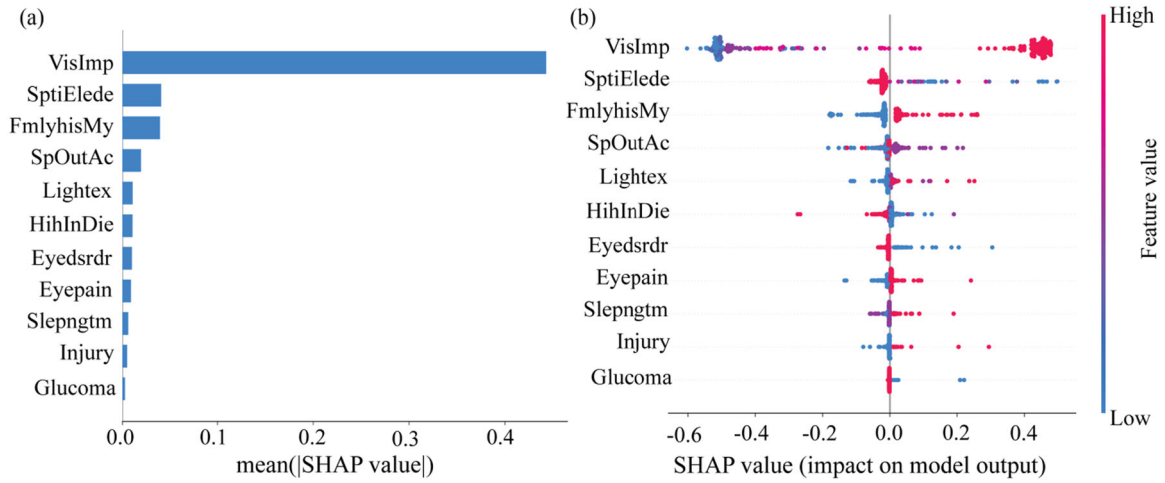 (a)
VisImp
SptiElede
FmlyhisMy
SpOutAc
Lightex
HihInDie
Eyedsrdr
Eyepain
Slepngtm
Injury
Glucoma
0.0 0.1 0.2 0.3 0.4
mean(|SHAP value|)
(b)
VisImp
SptiElede
FmlyhisMy
SpOutAc
Lightex
HihInDie
Eyedsrdr
Eyepain
Slepngtm
Injury
Glucoma
-0.6 -0.4 -0.2 0.0 0.2 0.4
SHAP value (impact on model output)
High
Feature value
Low